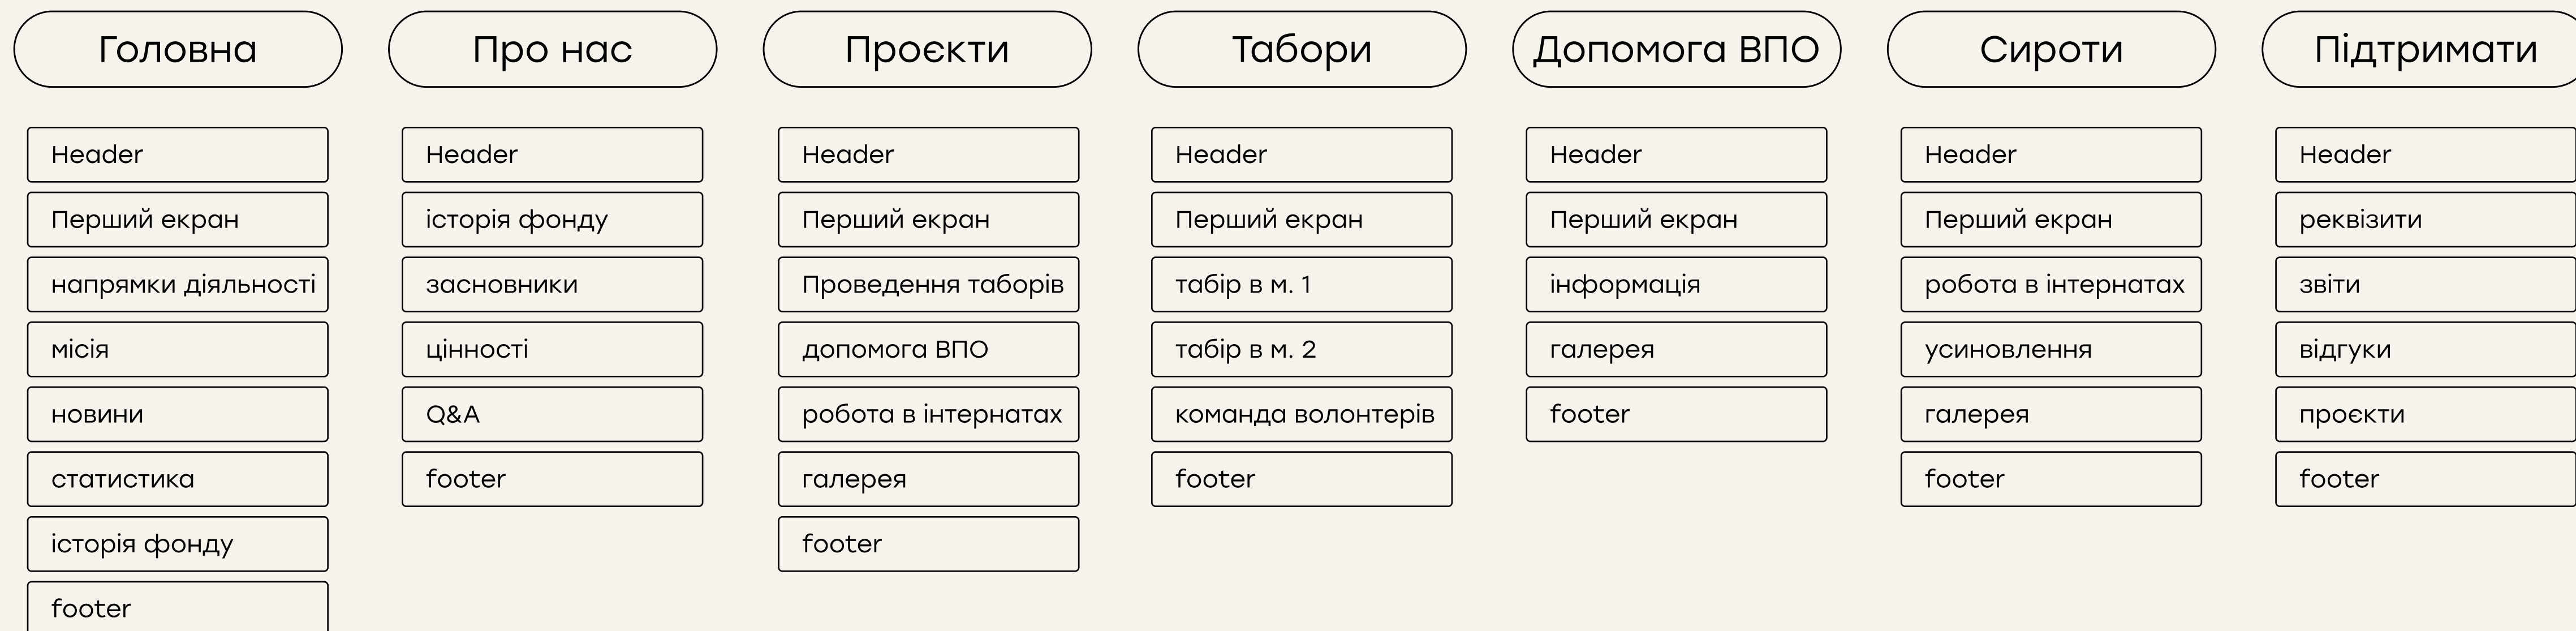 Головна
Header
Перший екран
напрямки діяльності
місія
новини
статистика
історія фонду
footer
Про нас
Header
історія фонду
засновники
цінності
Q&A
footer
Проєкти
Header
Перший екран
Проведення таборів
допомога ВПО
робота в інтернатах
галерея
footer
Табори
Header
Перший екран
табір в м. 1
табір в м. 2
команда волонтерів
footer
Допомога ВПО
Header
Перший екран
інформація
галерея
footer
Сироти
Header
Перший екран
робота в інтернатах
усиновлення
галерея
footer
Підтримати
Header
реквізити
звіти
відгуки
проєкти
footer